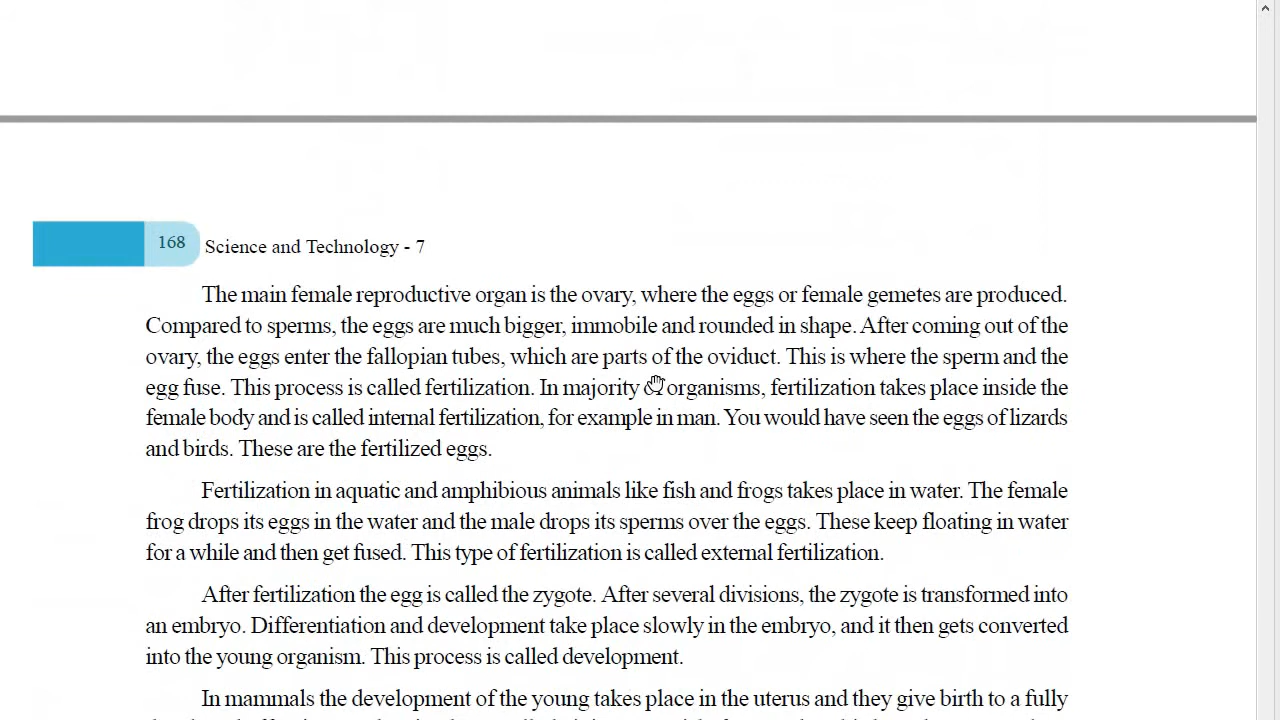 168 Science and Technology - 7
The main female reproductive organ is the ovary, where the eggs or female gemetes are produced.
Compared to sperms, the eggs are much bigger, immobile and rounded in shape. After coming out of the
ovary, the eggs enter the fallopian tubes, which are parts of the oviduct. This is where the sperm and the
egg fuse. This process is called fertilization. In majority organisms, fertilization takes place inside the
female body and is called internal fertilization, for example in man. You would have seen the eggs of lizards
and birds. These are the fertilized eggs.
Fertilization in aquatic and amphibious animals like fish and frogs takes place in water. The female
frog drops its eggs in the water and the male drops its sperms over the eggs. These keep floating in water
for a while and then get fused. This type of fertilization is called external fertilization.
After fertilization the egg is called the zygote. After several divisions, the zygote is transformed into
an embryo. Differentiation and development take place slowly in the embryo, and it then gets converted
into the young organism. This process is called development.
In mammals the development of the young takes place in the uterus and they give birth to a fully